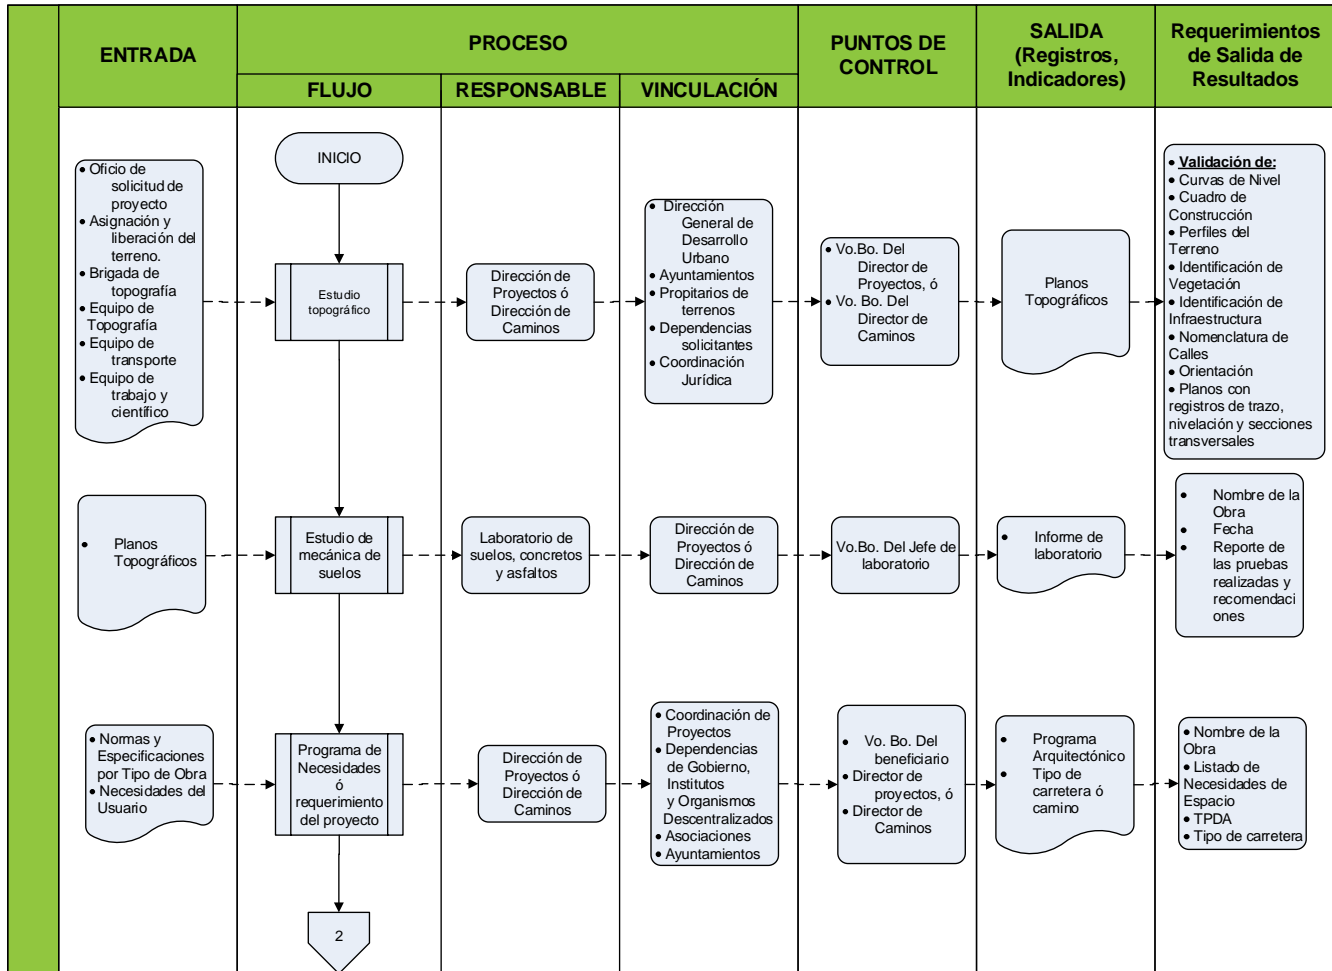 ENTRADA
PROCESO
PUNTOS DE
CONTROL
SALIDA
(Registros,
Indicadores)
Requerimientos
de Salida de
Resultados
FLUJO
RESPONSABLE
VINCULACIÓN
INICIO
• Oficio de
solicitud de
proyecto
• Asignación y
liberación del
terreno.
• Brigada de
topografía
• Equipo de
Topografía
• Equipo de
transporte
• Equipo de
trabajo y
científico
Estudio
topográfico
Dirección de
Proyectos ó
Dirección de
Caminos
• Dirección
General de
Desarrollo
Urbano
• Ayuntamientos
• Propitarios de
terrenos
• Dependencias
solicitantes
• Coordinación
Jurídica
• Vo.Bo. Del
Director de
Proyectos, ó
• Vo. Bo. Del
Director de
Caminos
Planos
Topográficos
• Validación de:
• Curvas de Nivel
• Cuadro de
Construcción
• Perfiles del
Terreno
• Identificación de
Vegetación
• Identificación de
Infraestructura
• Nomenclatura de
Calles
• Orientación
• Planos con
registros de trazo,
nivelación y secciones
transversales
• Planos
Topográficos
Estudio de
mecánica de
suelos
Laboratorio de
suelos, concretos
y asfaltos
Dirección de
Proyectos ó
Dirección de
Caminos
Vo.Bo. Del Jefe de
laboratorio
• Informe de
laboratorio
• Nombre de la
Obra
• Fecha
• Reporte de
las pruebas
realizadas y
recomendaci
ones
• Normas y
Especificaciones
por Tipo de Obra
• Necesidades del
Usuario
Programa de
Necesidades
ó
requerimiento
del proyecto
Dirección de
Proyectos ó
Dirección de
Caminos
• Coordinación de
Proyectos
• Dependencias
de Gobierno,
Institutos
y Organismos
Descentralizados
• Asociaciones
• Ayuntamientos
• Vo. Bo. Del
beneficiario
• Director de
proyectos, ó
• Director de
Caminos
• Programa
Arquitectónico
• Tipo de
carretera ó
camino
• Nombre de la
Obra
• Listado de
Necesidades de
Espacio
• TPDA
• Tipo de carretera
2